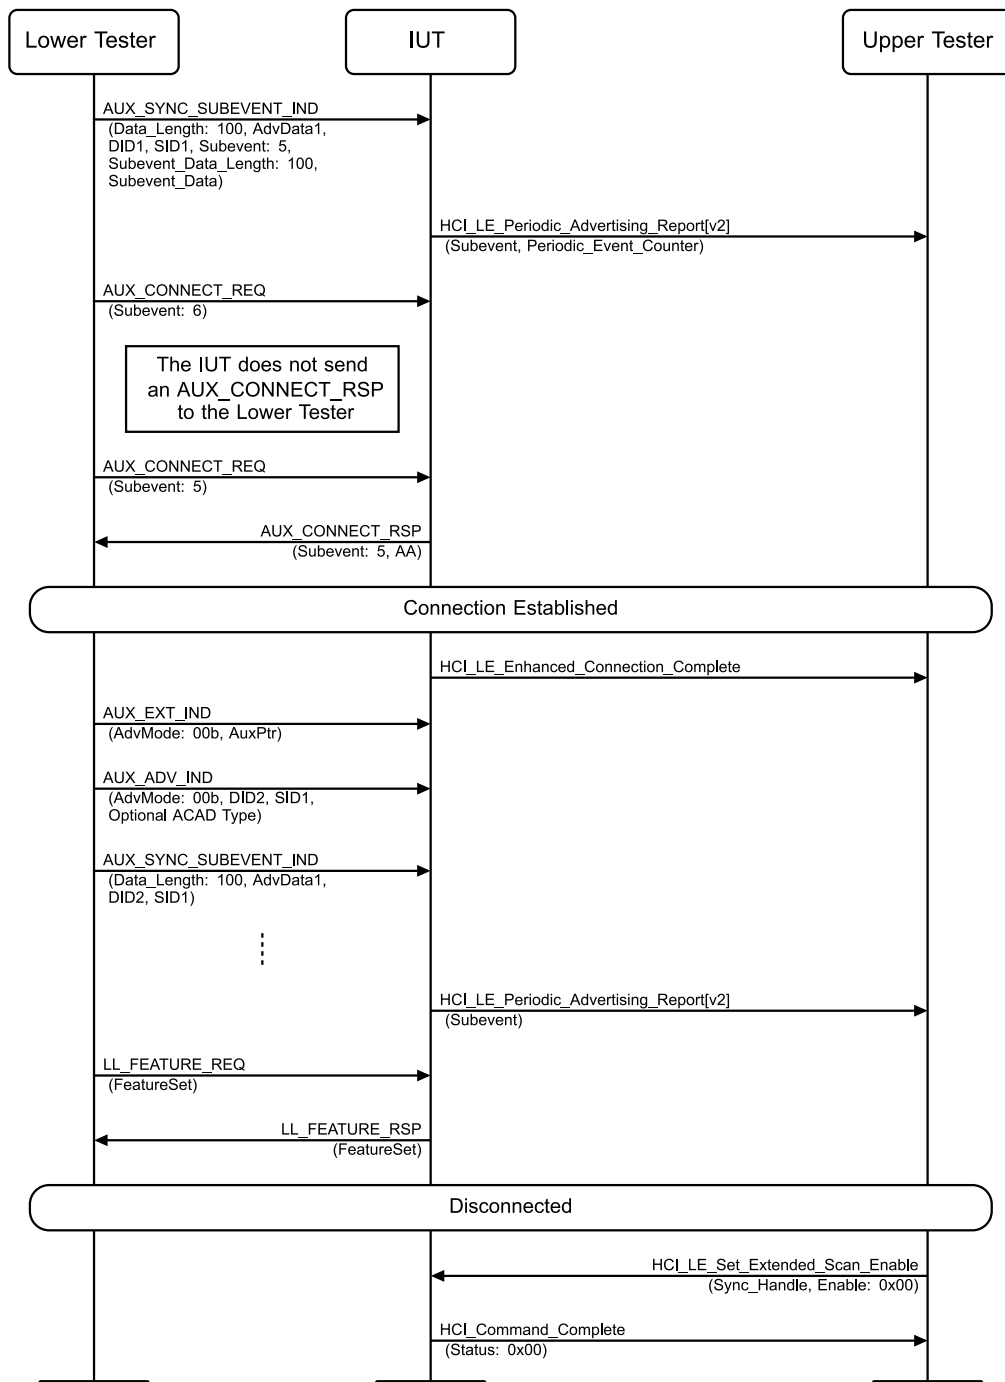 Lower Tester
IUT
Upper Tester
AUX_SYNC_SUBEVENT_IND
(Data_Length: 100, AdvData1,
DID1, SID1, Subevent: 5,
Subevent_Data_Length: 100,
Subevent_Data)
HCI_LE_Periodic_Advertising_Report[v2]
(Subevent, Periodic_Event_Counter)
AUX_CONNECT_REQ
(Subevent: 6)
The IUT does not send
an AUX_CONNECT_RSP
to the Lower Tester
AUX_CONNECT_REQ
(Subevent: 5)
AUX_CONNECT_RSP
(Subevent: 5, AA)
Connection Established
HCI_LE_Enhanced_Connection_Complete
AUX_EXT_IND
(AdvMode: 00b, AuxPtr)
AUX_ADV_IND
(AdvMode: 00b, DID2, SID1,
Optional ACAD Type)
AUX_SYNC_SUBEVENT_IND
(Data_Length: 100, AdvData1,
DID2, SID1)
HCI_LE_Periodic_Advertising_Report[v2]
(Subevent)
LL_FEATURE_REQ
(FeatureSet)
LL_FEATURE_RSP
(FeatureSet)
Disconnected
HCI_LE_Set_Extended_Scan_Enable
(Sync_Handle, Enable: 0x00)
HCI_Command_Complete
(Status: 0x00)